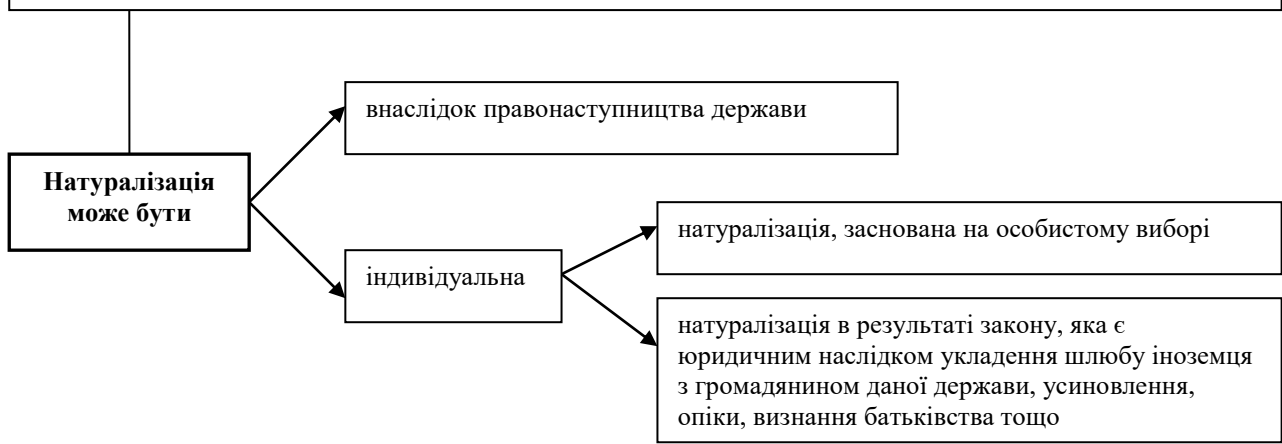 внаслідок правонаступництва держави
Натуралізація
може бути
індивідуальна
натуралізація, заснована на особистому виборі
натуралізація в результаті закону, яка є
юридичним наслідком укладення шлюбу іноземця
з громадянином даної держави, усиновлення,
опіки, визнання батьківства тощо